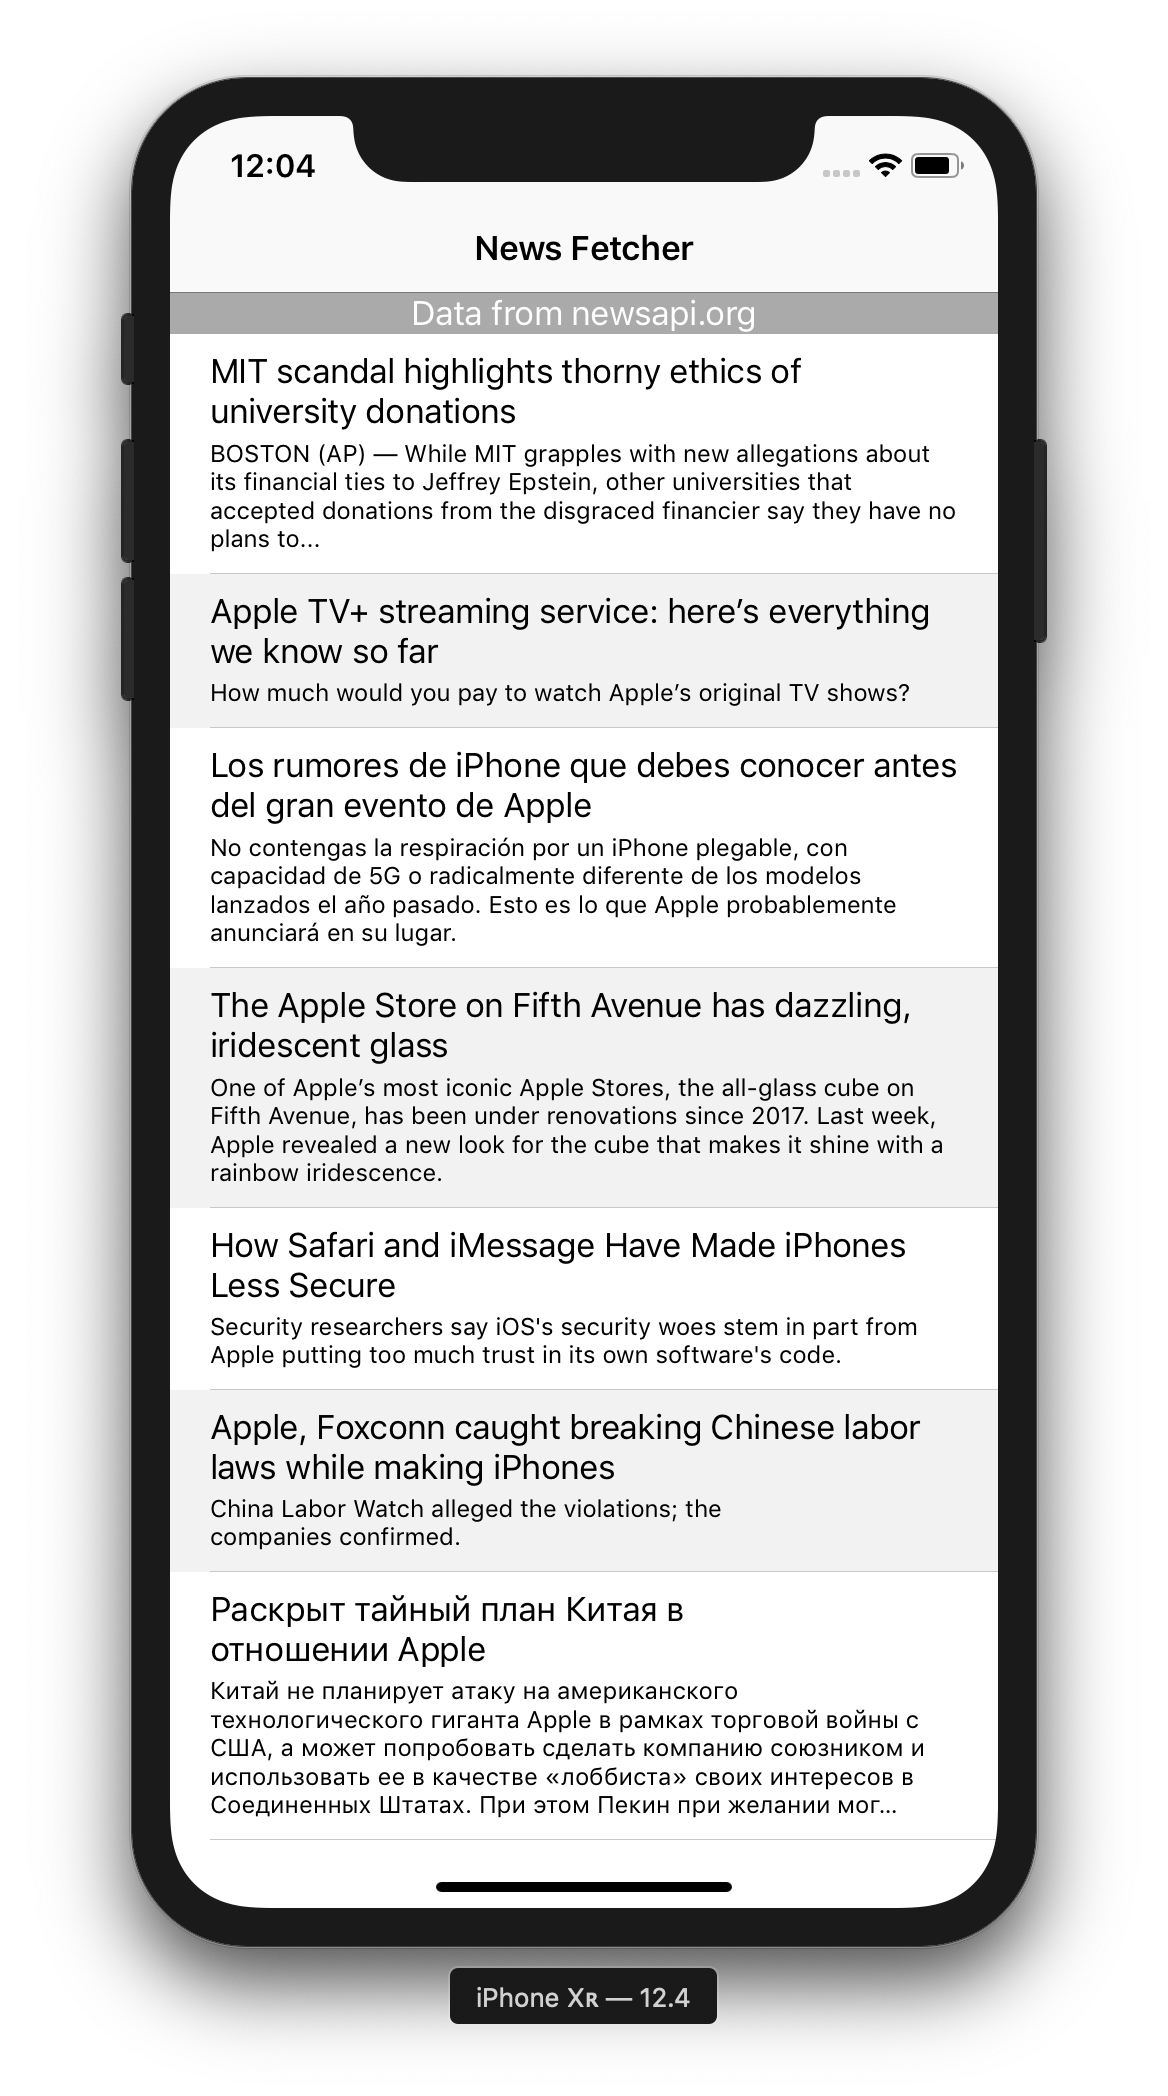 12:04
News Fetcher
Data from newsapi.org
MIT scandal highlights thorny ethics of
university donations
BOSTON (AP) — While MIT grapples with new allegations about
its financial ties to Jeffrey Epstein, other universities that
accepted donations from the disgraced financier say they have no
plans to…
Apple TV+ streaming service: here’s everything
we know so far
How much would you pay to watch Apple’s original TV shows?
Los rumores de iPhone que debes conocer antes
del gran evento de Apple
No contengas la respiración por un iPhone plegable, con
capacidad de 5G o radicalmente diferente de los modelos
lanzados el año pasado. Esto es lo que Apple probablemente
anunciará en su lugar.
The Apple Store on Fifth Avenue has dazzling,
iridescent glass
One of Apple’s most iconic Apple Stores, the all-glass cube on
Fifth Avenue, has been under renovations since 2017. Last week,
Apple revealed a new look for the cube that makes it shine with a
rainbow iridescence.
How Safari and iMessage Have Made iPhones
Less Secure
Security researchers say iOS's security woes stem in part from
Apple putting too much trust in its own software's code.
Apple, Foxconn caught breaking Chinese labor
laws while making iPhones
China Labor Watch alleged the violations; the
companies confirmed.
Раскрыт тайный план Китая в
отношении Apple
Китай не планирует атаку на американского
технологического гиганта Apple в рамках торговой войны с
США, а может попробовать сделать компанию союзником и
использовать ее в качестве «лоббиста» своих интересов в
Соединенных Штатах. При этом Пекин при желании мог…
iPhone Xʀ — 12.4